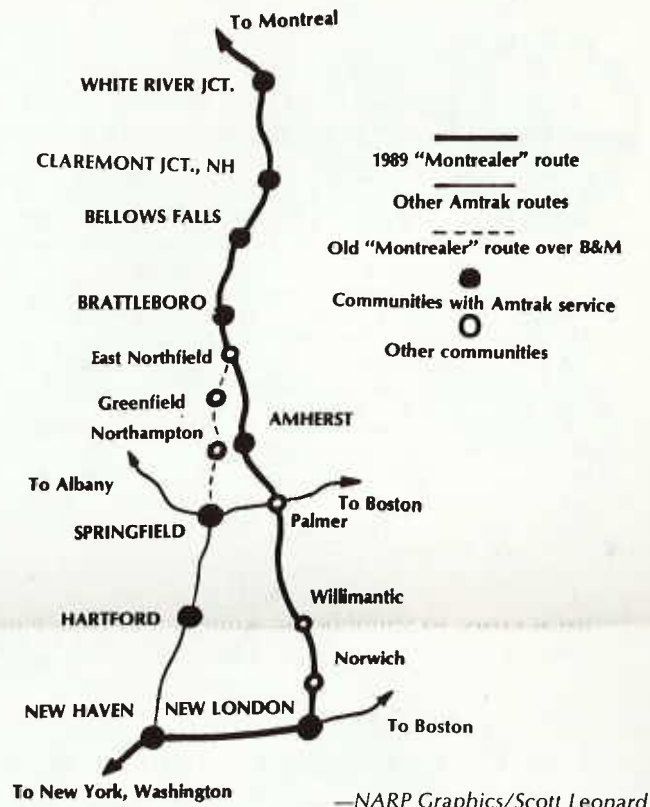 To Montreal
WHITE RIVER JCT.
CLAREMONT JCT., NH
BELLOWS FALLS
BRATTLEBORO
East Northfield
Greenfield
Northampton
AMHERST
To Albany
To Boston
SPRINGFIELD
Palmer
HARTFORD
Willimantic
Norwich
NEW HAVEN
NEW LONDON
To Boston
To New York, Washington
1989 "Montrealer" route
Other Amtrak routes
Old "Montrealer" route over B&M
Communities with Amtrak service
Other communities
—NARP Graphics/Scott Leonard